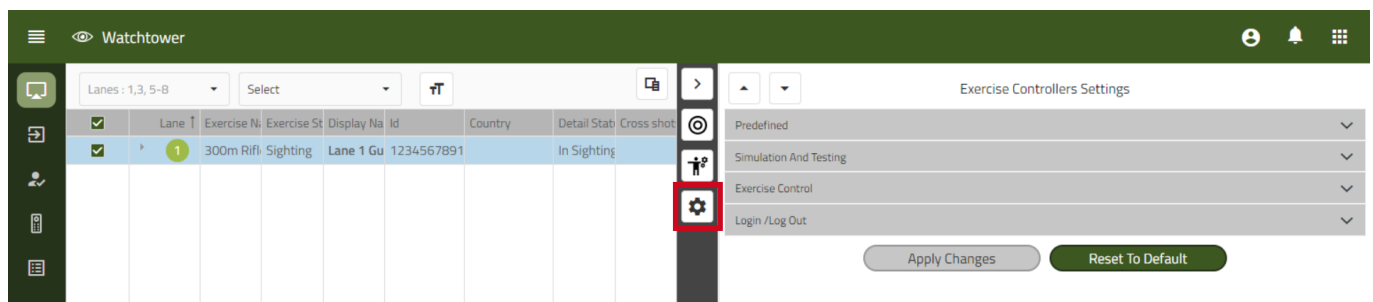 Watchtower
Lanes : 1,3, 5-8 Select TT Exercise Controllers Settings
Lane Exercise Na Exercise St Display Na Id Country Detail Stat Cross shot
Predefined
1 300m Rifl Sighting Lane 1 Gu 1234567891 In Sighting
Simulation And Testing
Exercise Control
Login /Log Out
Apply Changes Reset To Default